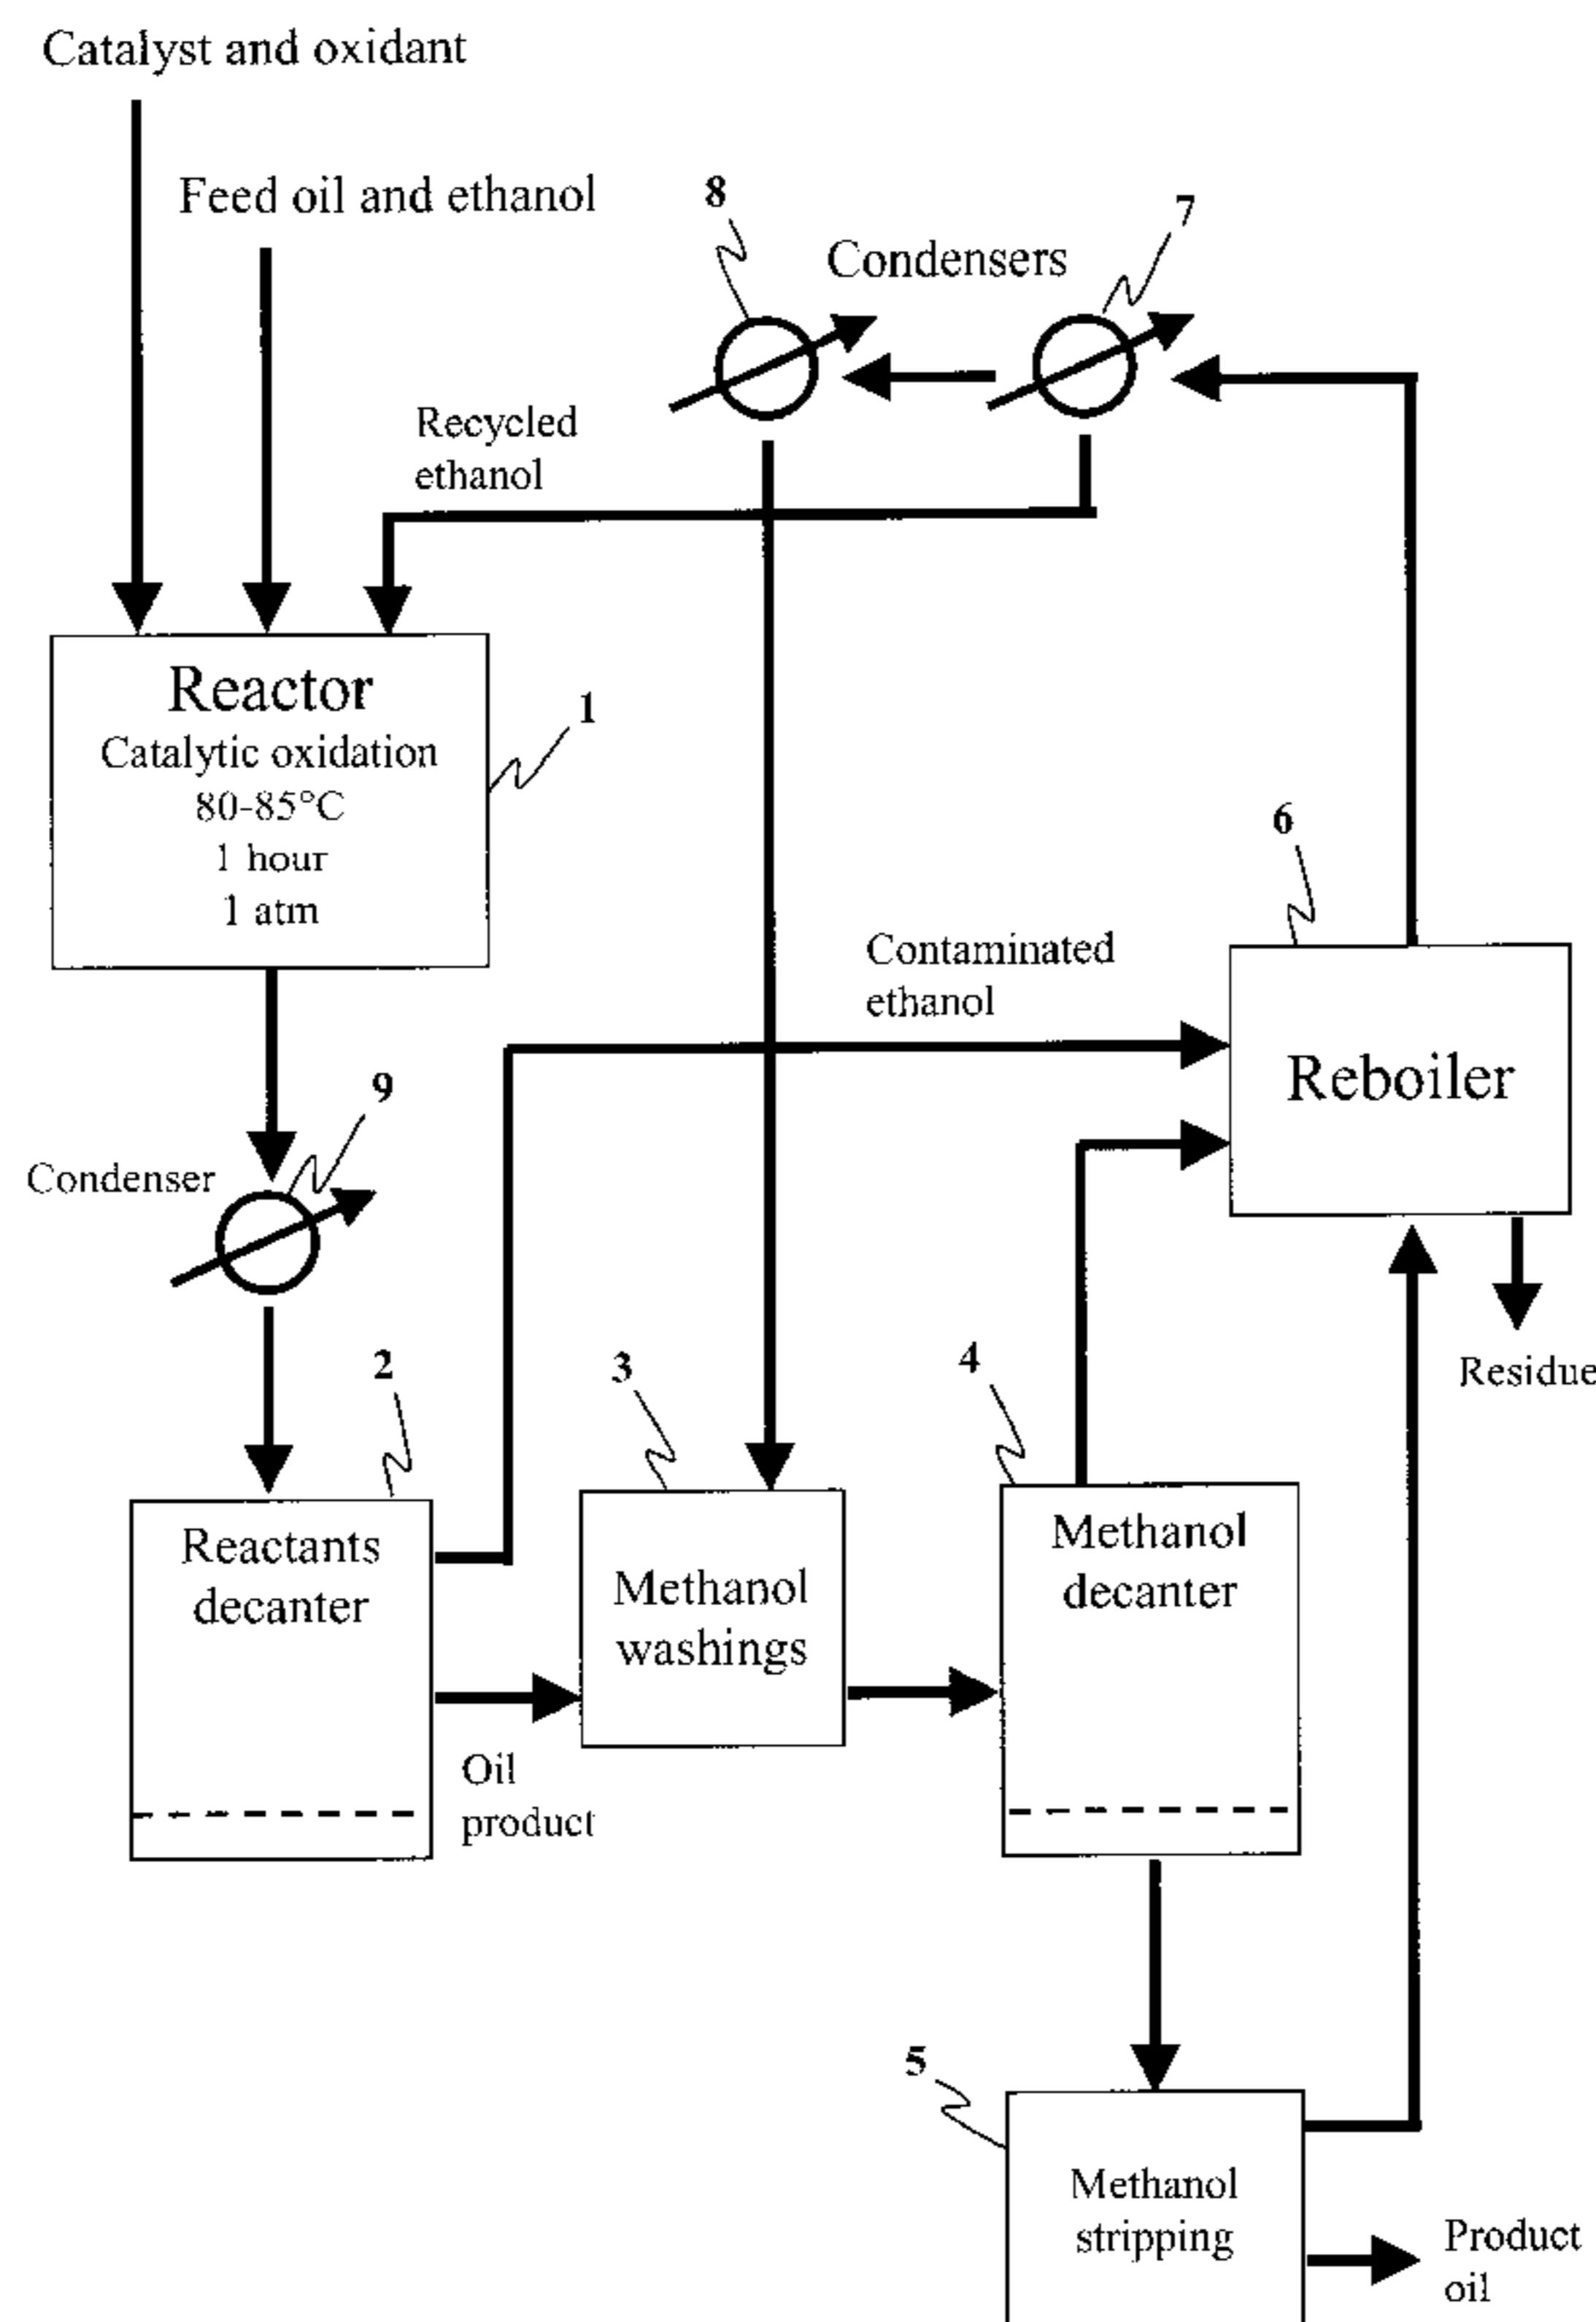 Catalyst and oxidant
Feed oil and ethanol
8
7
Condensers
Recycled
ethanol
Reactor
Catalytic oxidation
80-85°C
1 hour
1 atm
1
6
Contaminated
ethanol
Reboiler
9
Condenser
Residue
2
3
4
Reactants
decanter
Methanol
washings
Methanol
decanter
Oil
product
5
Methanol
stripping
Product
oil